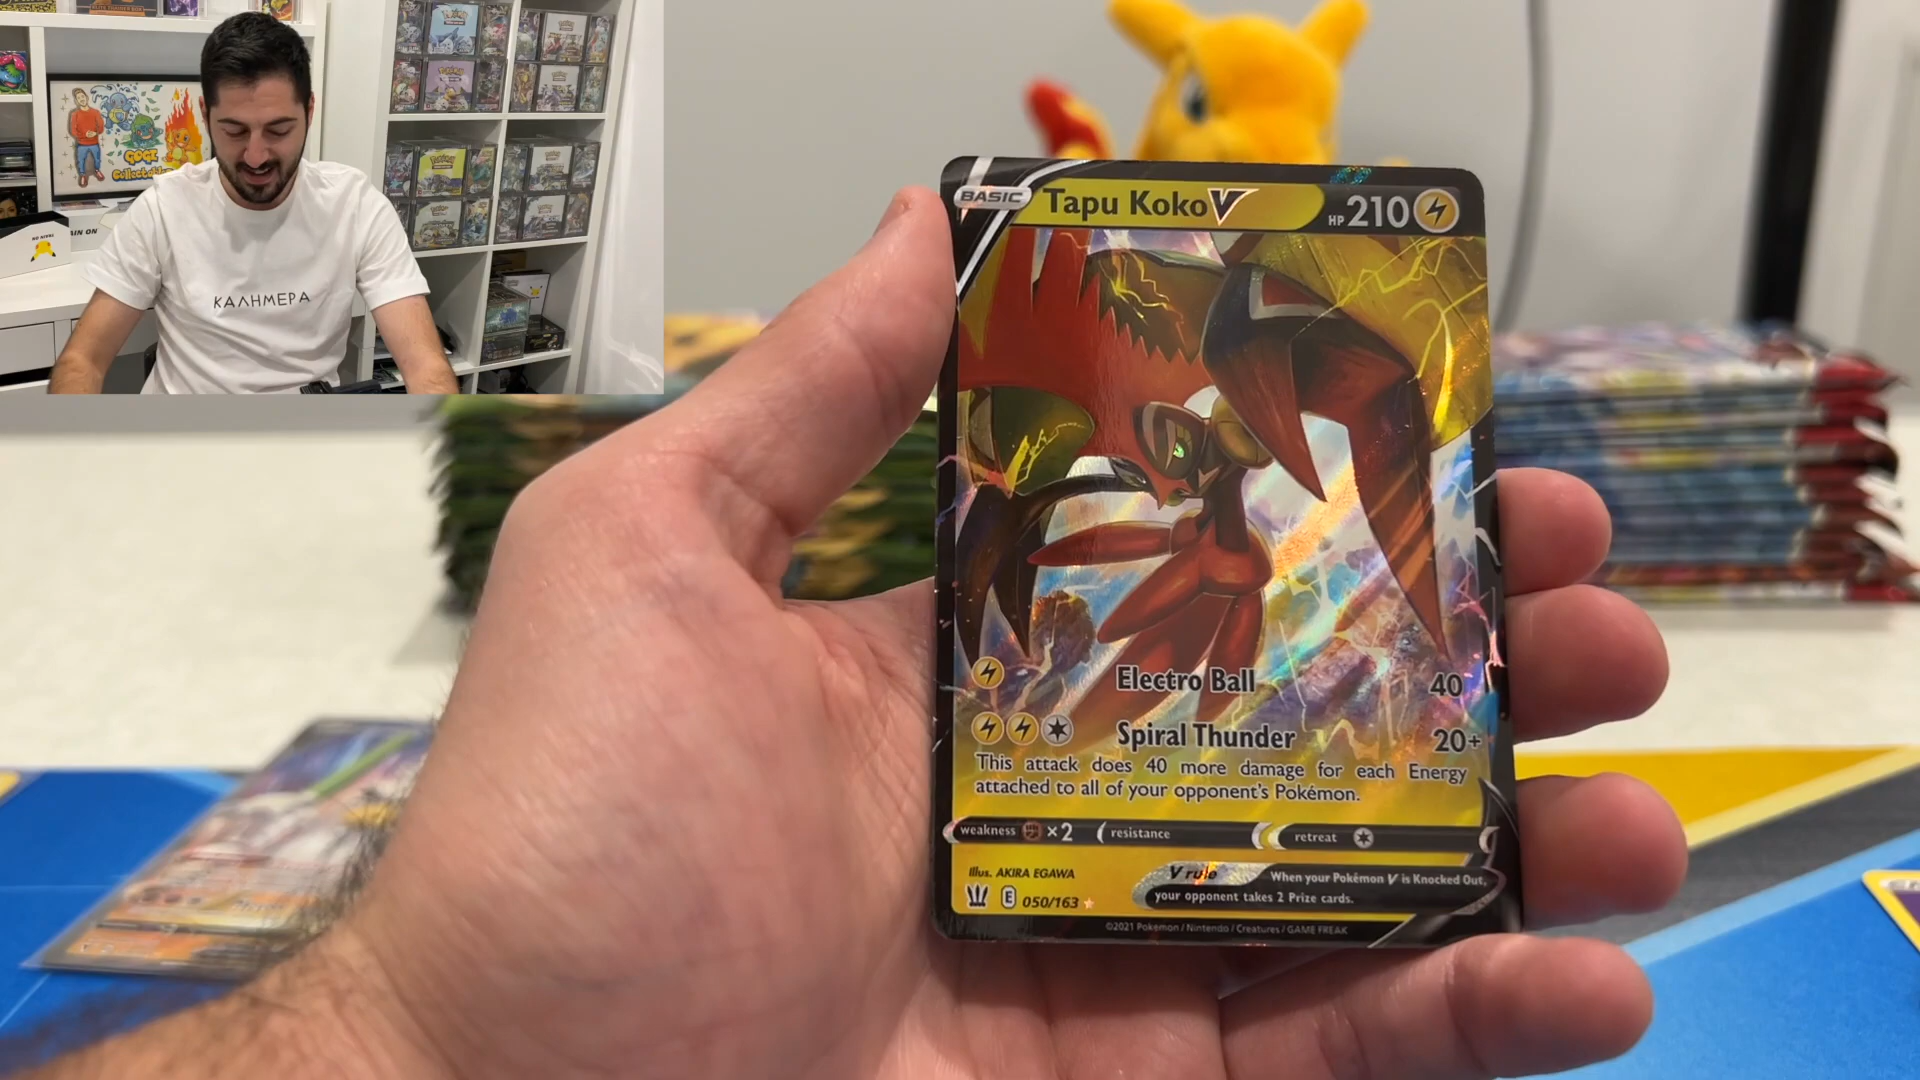 GOGZ
Collectables
ΚΑΛΗΜΕΡΑ
BASIC
Tapu Koko V
HP 210
Electro Ball 40
Spiral Thunder 20+
This attack does 40 more damage for each Energy
attached to all of your opponent's Pokémon.
weakness ×2 resistance retreat
Illus. AKIRA EGAWA
V rule When your Pokémon V is Knocked Out,
your opponent takes 2 Prize cards.
E 050/163
©2021 Pokémon / Nintendo / Creatures / GAME FREAK